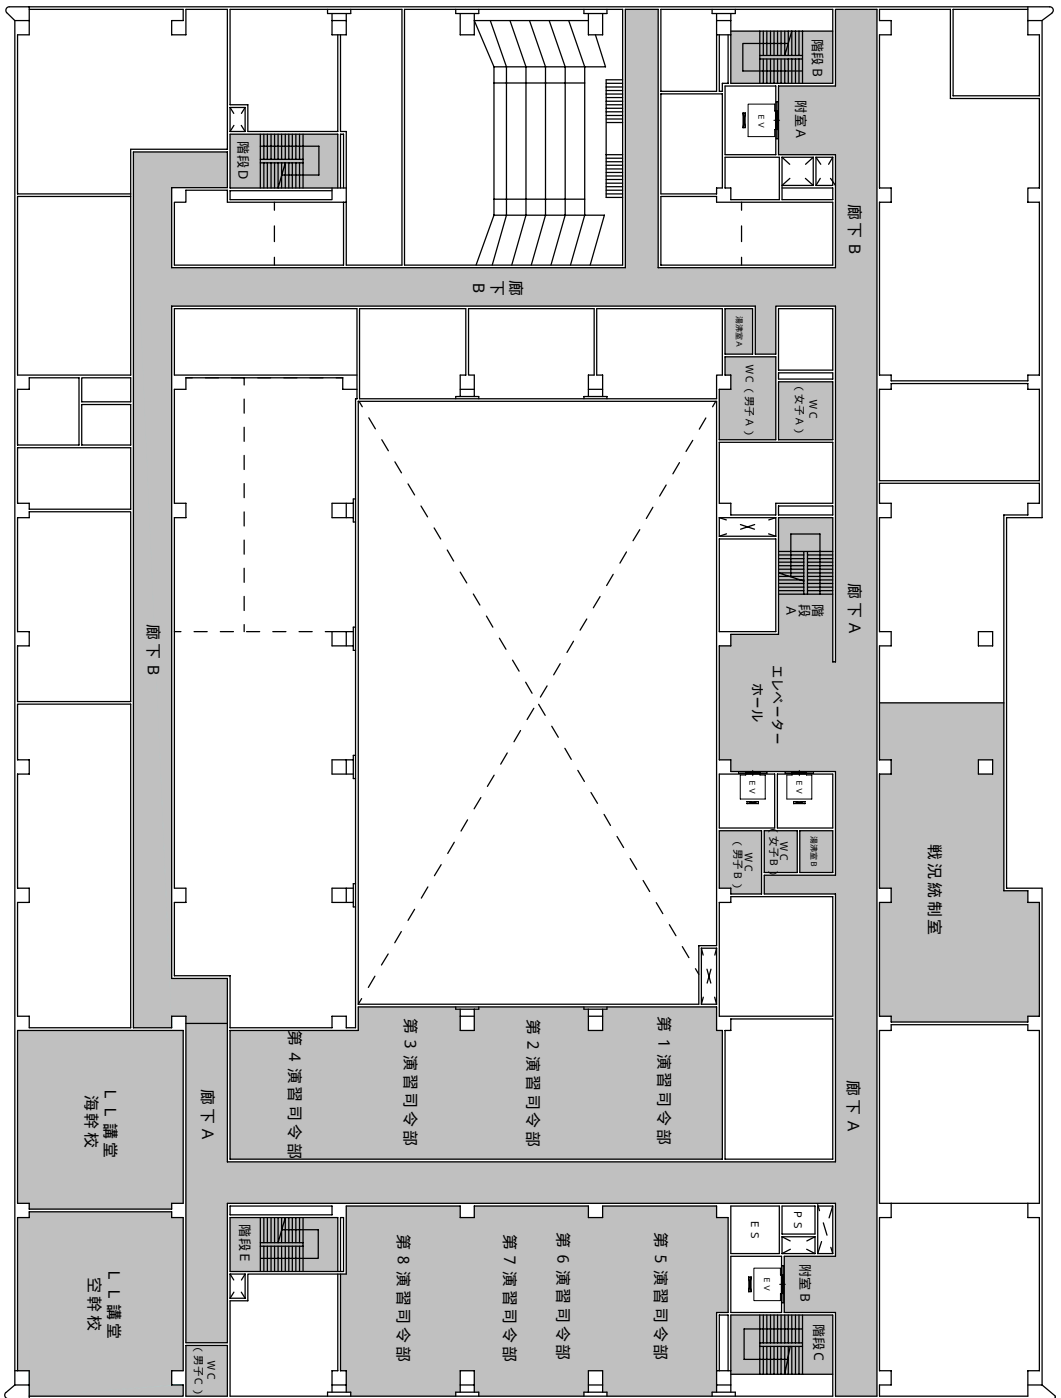 階段B
附室A
EV
階段D
廊下B
廊下B
湯沸室A
WC
(男子A)
WC
(女子A)
階段
A
廊下A
廊下B
エレベーター
ホール
EV
EV
WC
(男子B)
WC
(女子B)
湯沸室B
戦況統制室
第4演習司令部
第3演習司令部
第2演習司令部
第1演習司令部
廊下A
廊下A
LL講堂
海幹校
LL講堂
空幹校
階段E
第8演習司令部
第7演習司令部
第6演習司令部
第5演習司令部
ES
PS
EV
附室B
階段C
WC
(男子C)